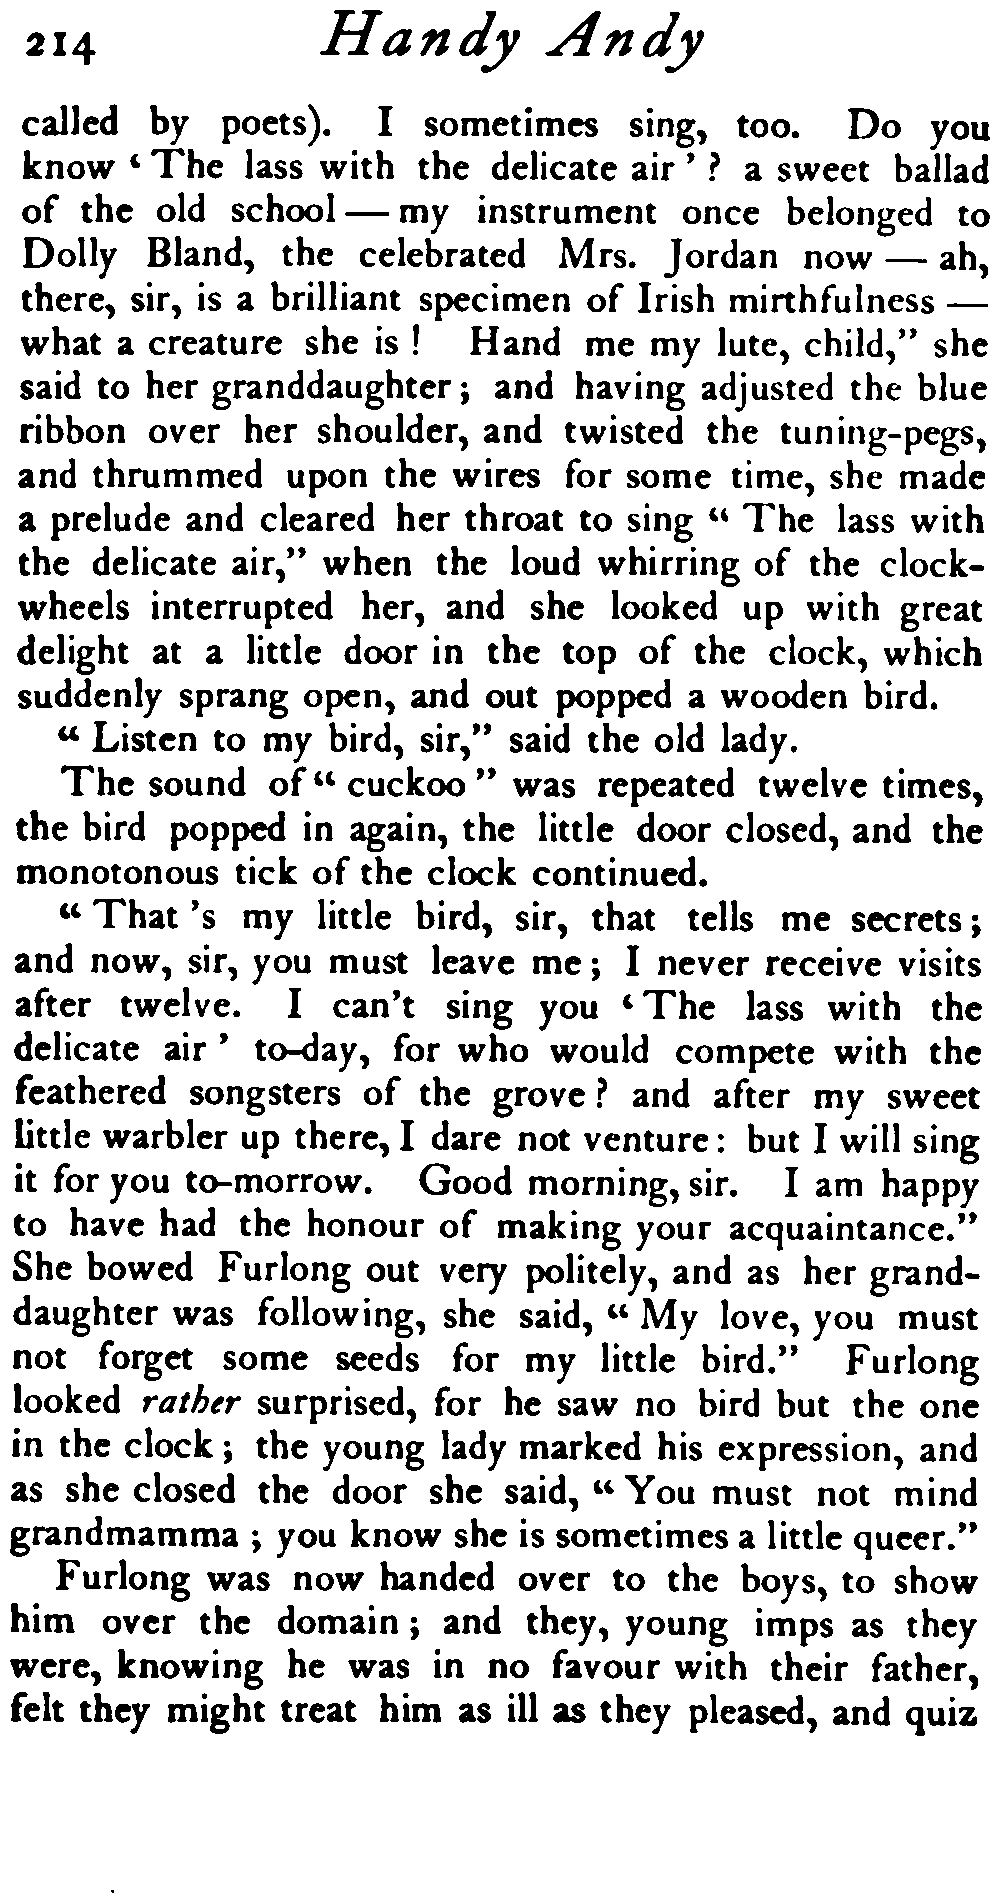 214 Handy Andy
called by poets). I sometimes sing, too. Do you
know ‘The lass with the delicate air’? a sweet ballad
of the old school — my instrument once belonged to
Dolly Bland, the celebrated Mrs. Jordan now — ah,
there, sir, is a brilliant specimen of Irish mirthfulness —
what a creature she is! Hand me my lute, child,” she
said to her granddaughter; and having adjusted the blue
ribbon over her shoulder, and twisted the tuning-pegs,
and thrummed upon the wires for some time, she made
a prelude and cleared her throat to sing “The lass with
the delicate air,” when the loud whirring of the clock-
wheels interrupted her, and she looked up with great
delight at a little door in the top of the clock, which
suddenly sprang open, and out popped a wooden bird.
“Listen to my bird, sir,” said the old lady.
The sound of “cuckoo” was repeated twelve times,
the bird popped in again, the little door closed, and the
monotonous tick of the clock continued.
“That’s my little bird, sir, that tells me secrets;
and now, sir, you must leave me; I never receive visits
after twelve. I can’t sing you ‘The lass with the
delicate air’ to-day, for who would compete with the
feathered songsters of the grove? and after my sweet
little warbler up there, I dare not venture: but I will sing
it for you to-morrow. Good morning, sir. I am happy
to have had the honour of making your acquaintance.”
She bowed Furlong out very politely, and as her grand-
daughter was following, she said, “My love, you must
not forget some seeds for my little bird.” Furlong
looked rather surprised, for he saw no bird but the one
in the clock; the young lady marked his expression, and
as she closed the door she said, “You must not mind
grandmamma; you know she is sometimes a little queer.”
Furlong was now handed over to the boys, to show
him over the domain; and they, young imps as they
were, knowing he was in no favour with their father,
felt they might treat him as ill as they pleased, and quiz